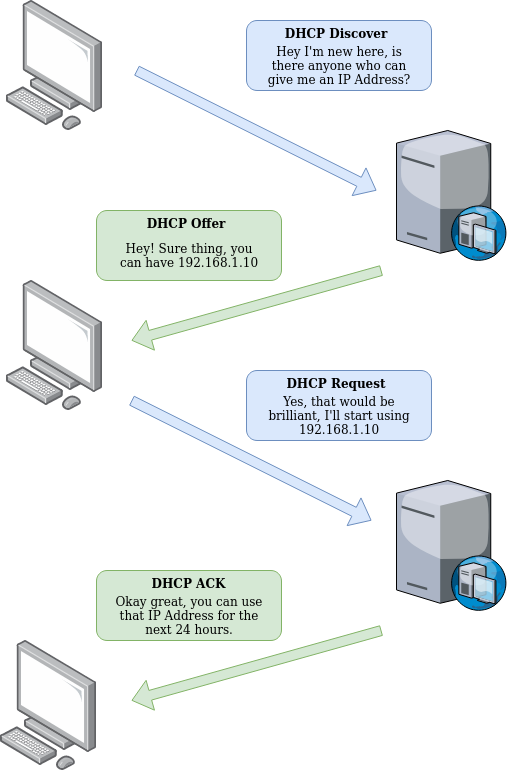 DHCP Discover
Hey I'm new here, is
there anyone who can
give me an IP Address?
DHCP Offer
Hey! Sure thing, you
can have 192.168.1.10
DHCP Request
Yes, that would be
brilliant, I'll start using
192.168.1.10
DHCP ACK
Okay great, you can use
that IP Address for the
next 24 hours.